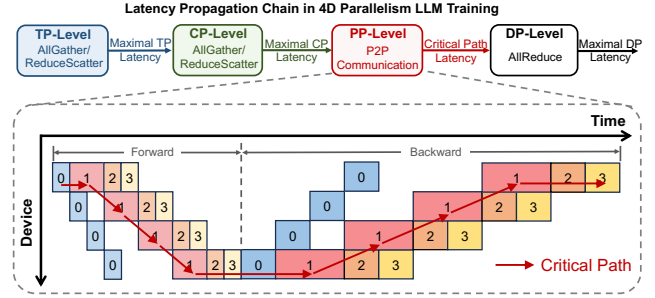 Latency Propagation Chain in 4D Parallelism LLM Training
TP-Level
AllGather/
ReduceScatter
Maximal TP
Latency
CP-Level
AllGather/
ReduceScatter
Maximal CP
Latency
PP-Level
P2P
Communication
Critical Path
Latency
DP-Level
AllReduce
Maximal DP
Latency
Time
Forward
Backward
Device
0 1 2 3 0 1 2 3
0 1 2 3 0 1 2 3
0 1 2 3 0 1 2 3
0 1 2 3 0 1 2 3
Critical Path